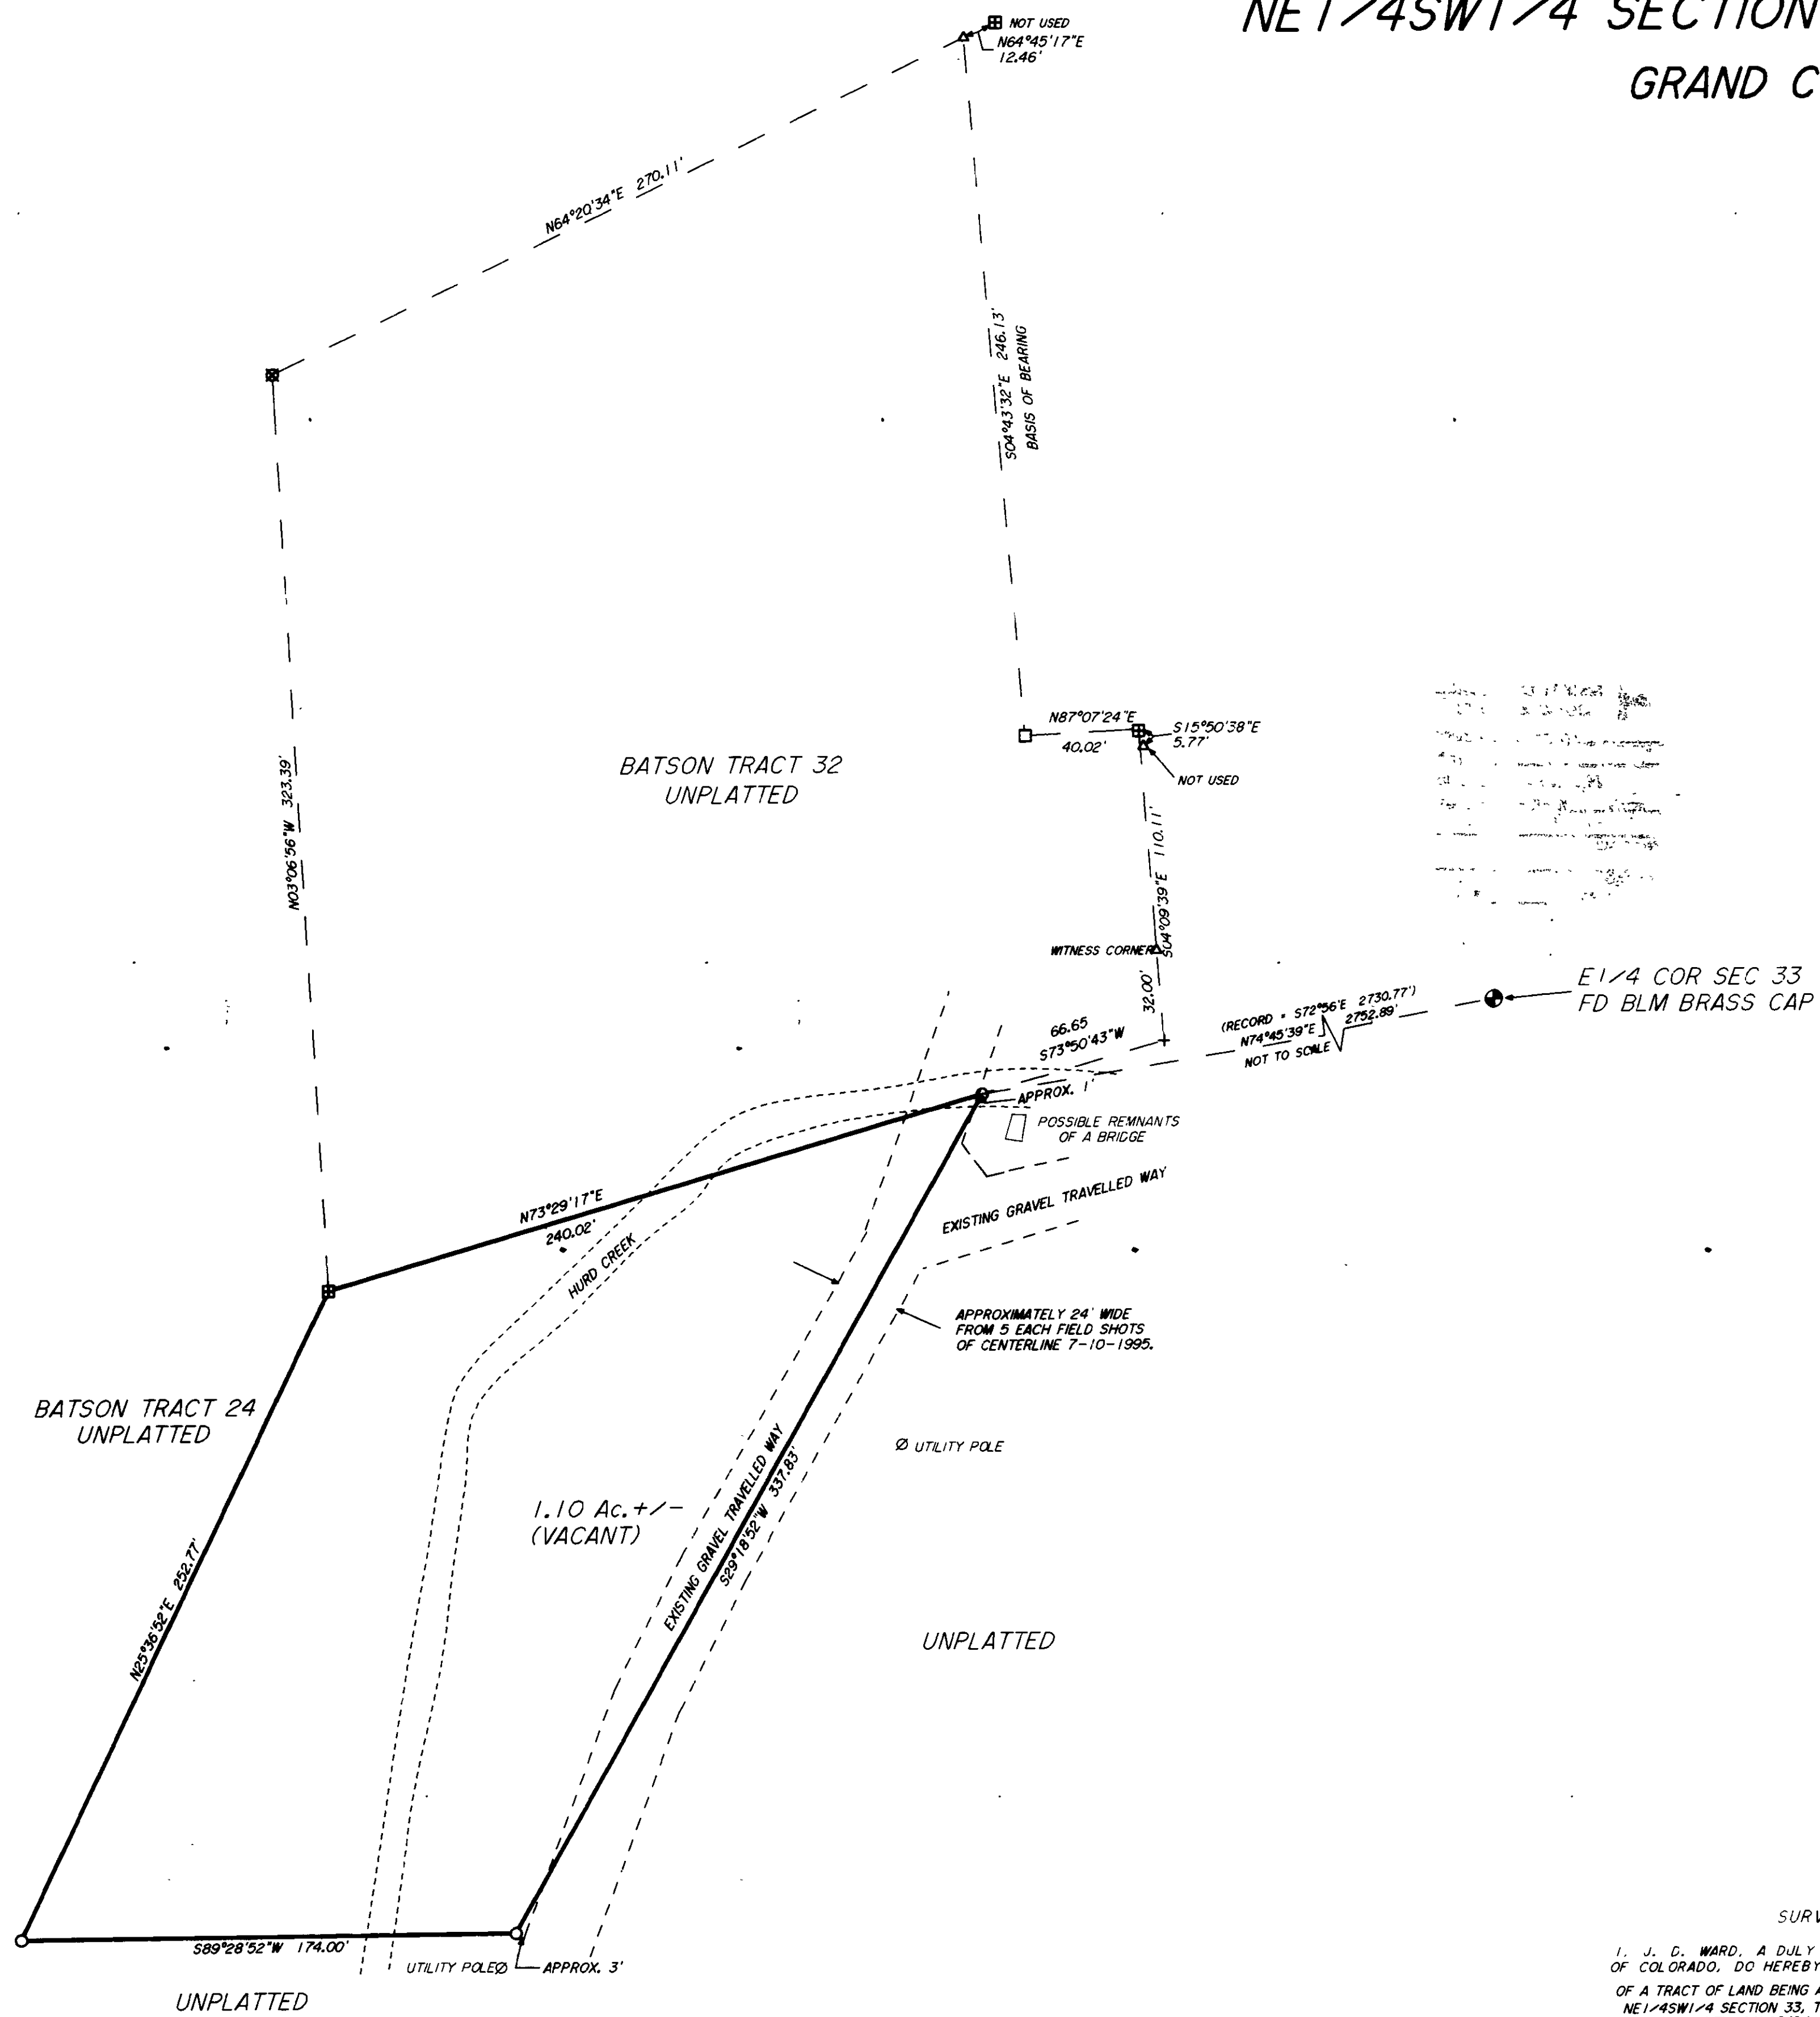 NE1/4SW1/4 SECTION
GRAND C
NOT USED
N64°45'17"E
12.46'
N64°20'34"E 270.11'
S04°43'32"E 246.13'
BASIS OF BEARING
N87°07'24"E
40.02'
S15°50'38"E
5.77'
NOT USED
BATSON TRACT 32
UNPLATTED
N03°06'56"W 323.39'
S04°09'39"E 110.11'
WITNESS CORNER
32.00'
E1/4 COR SEC 33
FD BLM BRASS CAP
(RECORD = S72°56'E 2730.77')
N74°45'39"E 2752.89'
NOT TO SCALE
66.65
S73°50'43"W
APPROX. 1'
POSSIBLE REMNANTS
OF A BRIDGE
EXISTING GRAVEL TRAVELLED WAY
N73°29'17"E
240.02'
HURD CREEK
APPROXIMATELY 24' WIDE
FROM 5 EACH FIELD SHOTS
OF CENTERLINE 7-10-1995.
BATSON TRACT 24
UNPLATTED
UTILITY POLE
1.10 Ac.+/-
(VACANT)
EXISTING GRAVEL TRAVELLED WAY
S29°18'52"W 337.83'
N25°36'52"E 252.77'
UNPLATTED
S89°28'52"W 174.00'
UTILITY POLE
APPROX. 3'
UNPLATTED
SURV
I, J. D. WARD, A DULY
OF COLORADO, DO HEREBY
OF A TRACT OF LAND BEING A
NE1/4SW1/4 SECTION 33, T